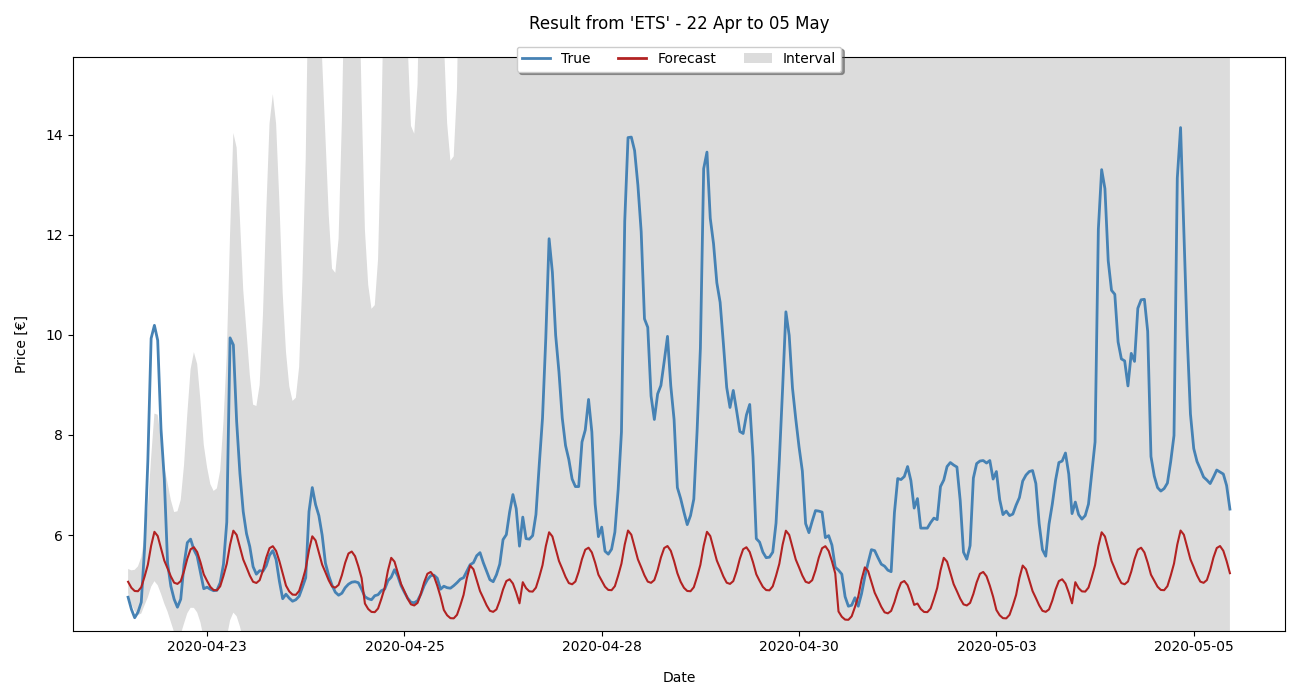 Result from 'ETS' - 22 Apr to 05 May
True Forecast Interval
14
12
10
8
6
Price [€]
2020-04-23 2020-04-25 2020-04-28 2020-04-30 2020-05-03 2020-05-05
Date